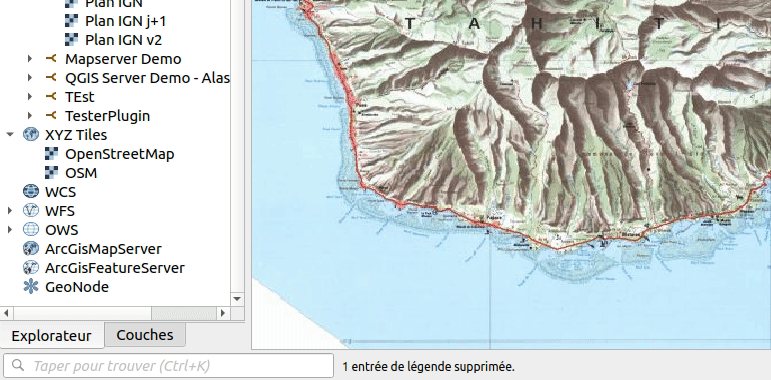 Plan IGN
Plan IGN j+1
Plan IGN v2
Mapserver Demo
QGIS Server Demo - Alas
TEst
TesterPlugin
XYZ Tiles
OpenStreetMap
OSM
WCS
WFS
OWS
ArcGisMapServer
ArcGisFeatureServer
GeoNode
Explorateur
Couches
Taper pour trouver (Ctrl+K)
1 entrée de légende supprimée.
T A H I T I